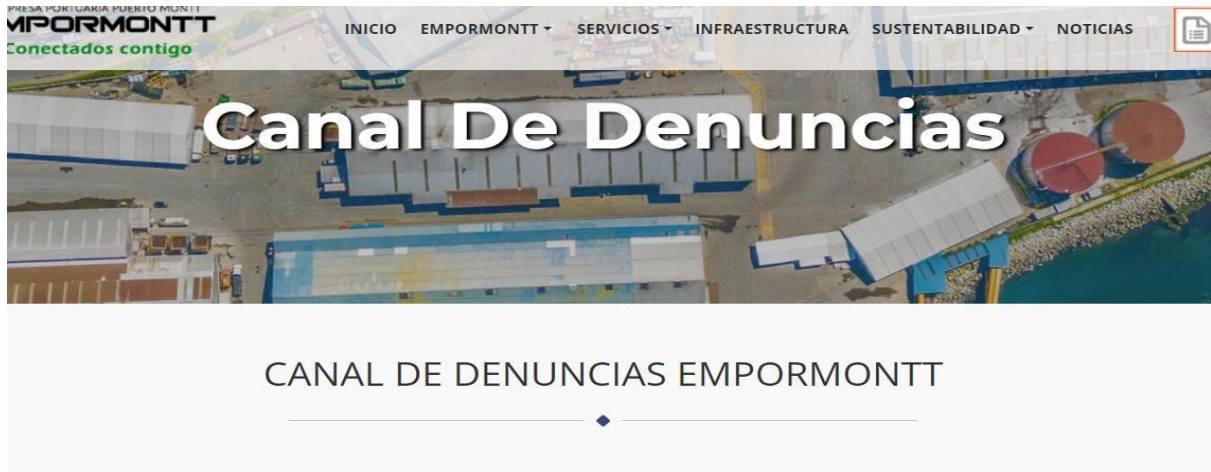 EMPRESA PORTUARIA PUERTO MONTT
MPORMONTT
Conectados contigo
INICIO EMPORMONTT SERVICIOS INFRAESTRUCTURA SUSTENTABILIDAD NOTICIAS
Canal De Denuncias
CANAL DE DENUNCIAS EMPORMONTT